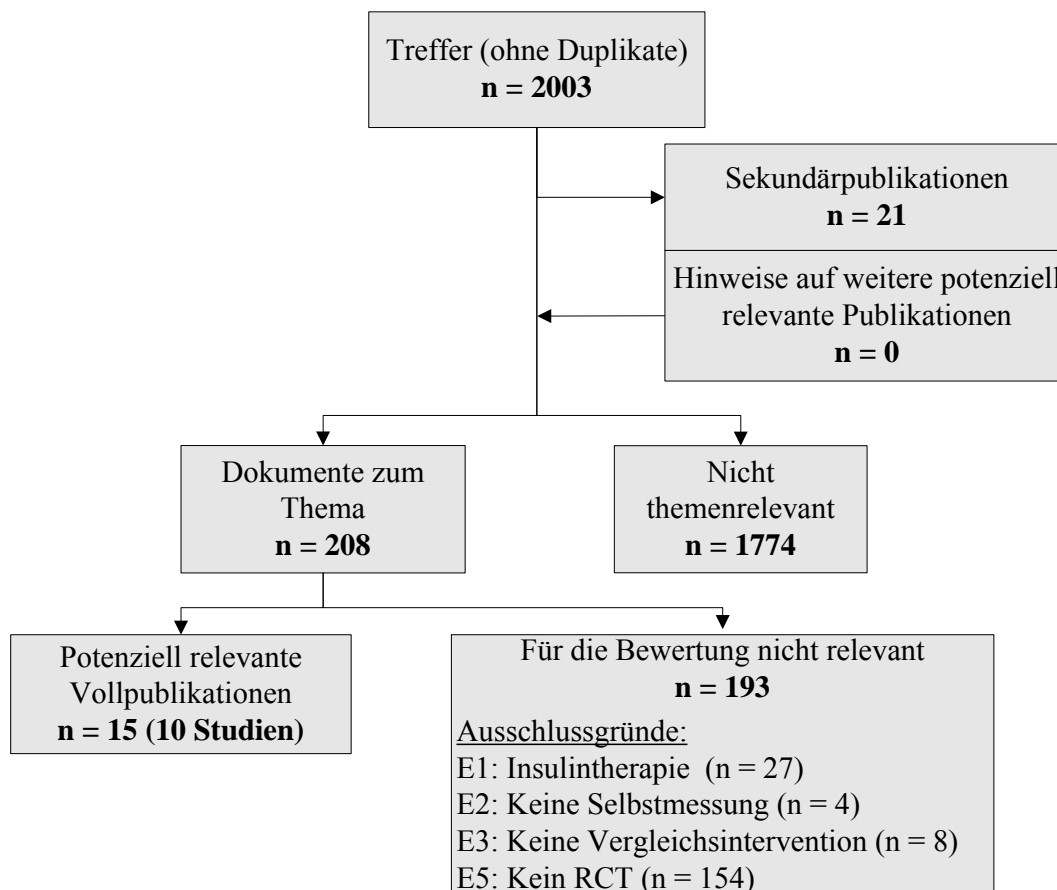 Treffer (ohne Duplikate)
n = 2003
Sekundärpublikationen
n = 21
Hinweise auf weitere potenziell
relevante Publikationen
n = 0
Dokumente zum
Thema
n = 208
Nicht
themenrelevant
n = 1774
Potenziell relevante
Vollpublikationen
n = 15 (10 Studien)
Für die Bewertung nicht relevant
n = 193
Ausschlussgründe:
E1: Insulintherapie (n = 27)
E2: Keine Selbstmessung (n = 4)
E3: Keine Vergleichsintervention (n = 8)
E5: Kein RCT (n = 154)